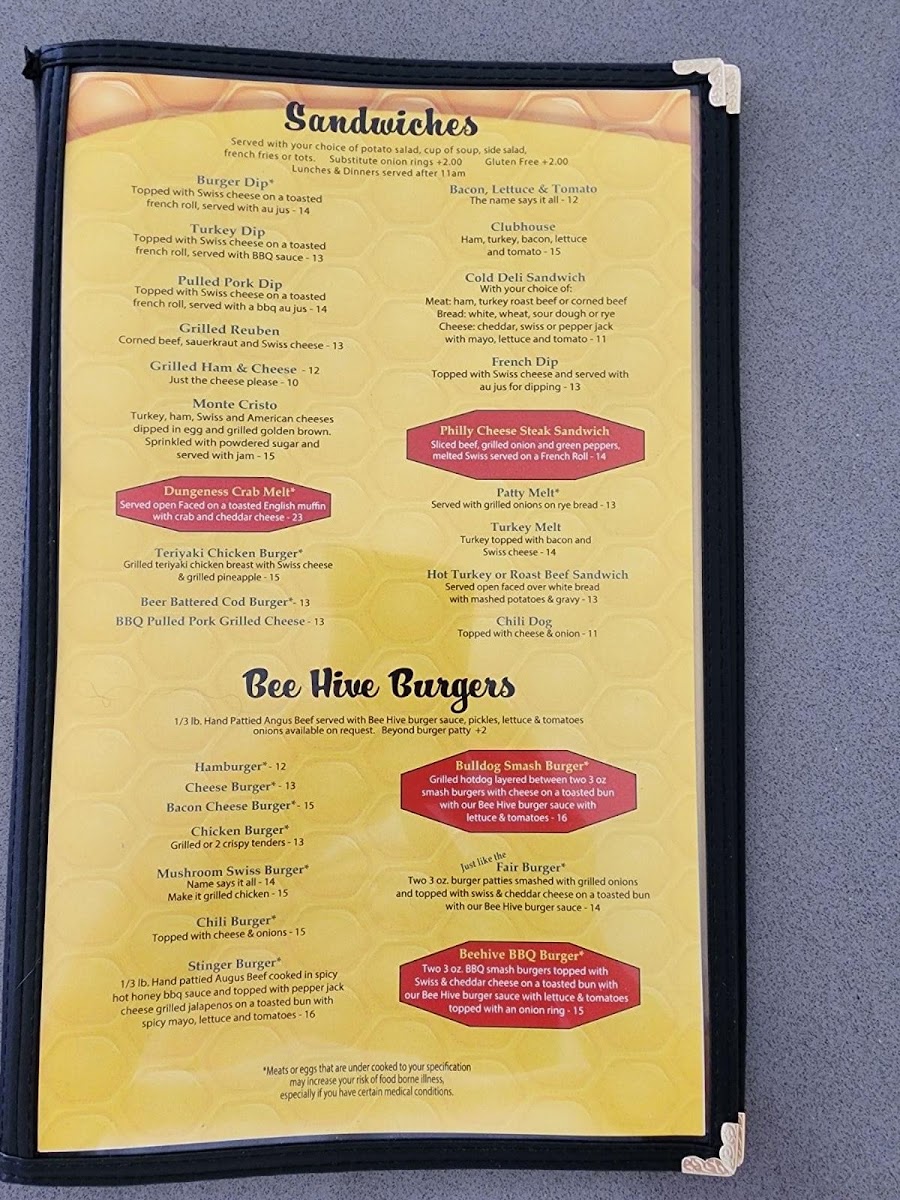 Sandwiches
Served with your choice of potato salad, cup of soup, side salad,
french fries or tots. Substitute onion rings +2.00 Gluten Free +2.00
Lunches & Dinners served after 11am
Burger Dip*
Topped with Swiss cheese on a toasted
french roll, served with au jus - 14
Turkey Dip
Topped with Swiss cheese on a toasted
french roll, served with BBQ sauce - 13
Pulled Pork Dip
Topped with Swiss cheese on a toasted
french roll, served with a bbq au jus - 14
Grilled Reuben
Corned beef, sauerkraut and Swiss cheese - 13
Grilled Ham & Cheese - 12
Just the cheese please - 10
Monte Cristo
Turkey, ham, Swiss and American cheeses
dipped in egg and grilled golden brown.
Sprinkled with powdered sugar and
served with jam - 15
Dungeness Crab Melt*
Served open Faced on a toasted English muffin
with crab and cheddar cheese - 23
Teriyaki Chicken Burger*
Grilled teriyaki chicken breast with Swiss cheese
& grilled pineapple - 15
Beer Battered Cod Burger*- 13
BBQ Pulled Pork Grilled Cheese - 13
Bacon, Lettuce & Tomato
The name says it all - 12
Clubhouse
Ham, turkey, bacon, lettuce
and tomato - 15
Cold Deli Sandwich
With your choice of:
Meat: ham, turkey roast beef or corned beef
Bread: white, wheat, sour dough or rye
Cheese: cheddar, swiss or pepper jack
with mayo, lettuce and tomato - 11
French Dip
Topped with Swiss cheese and served with
au jus for dipping - 13
Philly Cheese Steak Sandwich
Sliced beef, grilled onion and green peppers,
melted Swiss served on a French Roll - 14
Patty Melt*
Served with grilled onions on rye bread - 13
Turkey Melt
Turkey topped with bacon and
Swiss cheese - 14
Hot Turkey or Roast Beef Sandwich
Served open faced over white bread
with mashed potatoes & gravy - 13
Chili Dog
Topped with cheese & onion - 11
Bee Hive Burgers
1/3 lb. Hand Pattied Angus Beef served with Bee Hive burger sauce, pickles, lettuce & tomatoes
onions available on request. Beyond burger patty +2
Hamburger*- 12
Cheese Burger*- 13
Bacon Cheese Burger*- 15
Chicken Burger*
Grilled or 2 crispy tenders - 13
Mushroom Swiss Burger*
Name says it all - 14
Make it grilled chicken - 15
Chili Burger*
Topped with cheese & onions - 15
Stinger Burger*
1/3 lb. Hand pattied Augus Beef cooked in spicy
hot honey bbq sauce and topped with pepper jack
cheese grilled jalapenos on a toasted bun with
spicy mayo, lettuce and tomatoes - 16
Bulldog Smash Burger*
Grilled hotdog layered between two 3 oz
smash burgers with cheese on a toasted bun
with our Bee Hive burger sauce with
lettuce & tomatoes - 16
Just like the
Fair Burger*
Two 3 oz. burger patties smashed with grilled onions
and topped with swiss & cheddar cheese on a toasted bun
with our Bee Hive burger sauce - 14
Beehive BBQ Burger*
Two 3 oz. BBQ smash burgers topped with
Swiss & cheddar cheese on a toasted bun with
our Bee Hive burger sauce with lettuce & tomatoes
topped with an onion ring - 15
*Meats or eggs that are under cooked to your specification
may increase your risk of food borne illness,
especially if you have certain medical conditions.